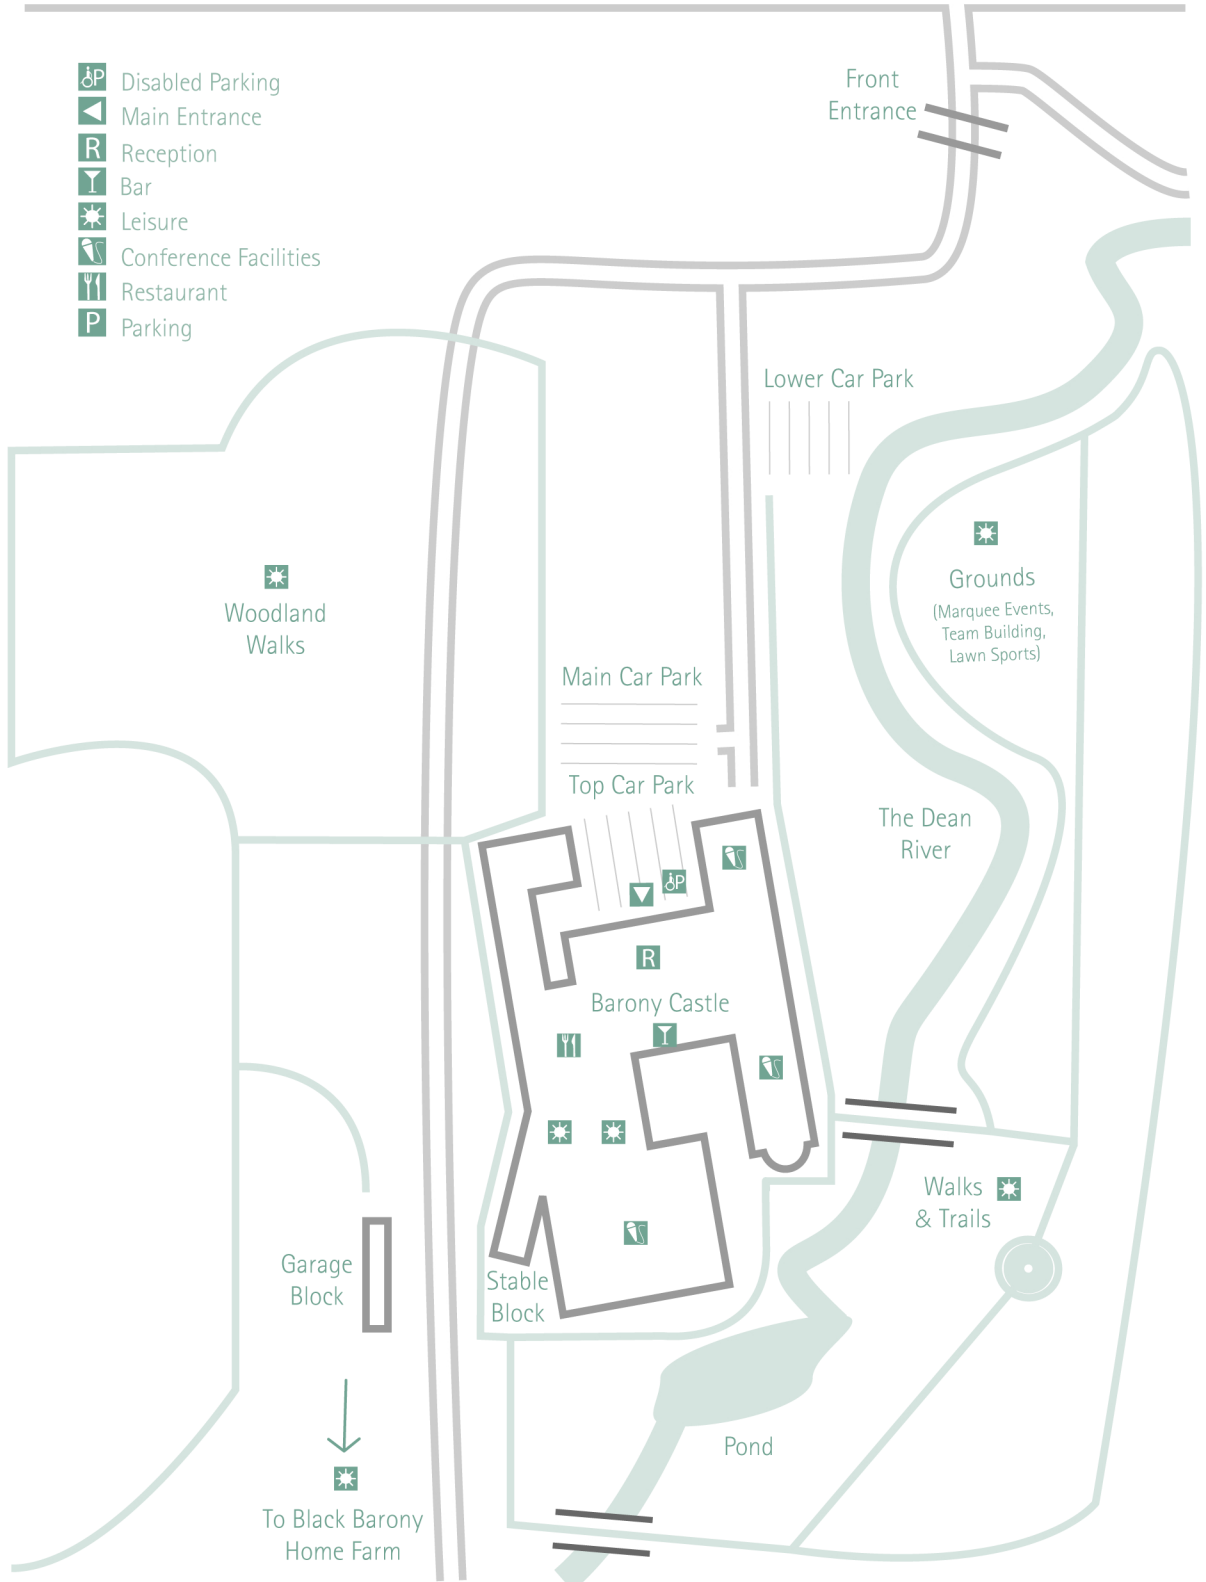 P Disabled Parking
Main Entrance
R Reception
Bar
Leisure
Conference Facilities
Restaurant
P Parking
Front
Entrance
Lower Car Park
Woodland
Walks
Grounds
(Marquee Events,
Team Building,
Lawn Sports)
Main Car Park
Top Car Park
The Dean
River
P
R
Barony Castle
Walks
& Trails
Garage
Block
Stable
Block
Pond
To Black Barony
Home Farm